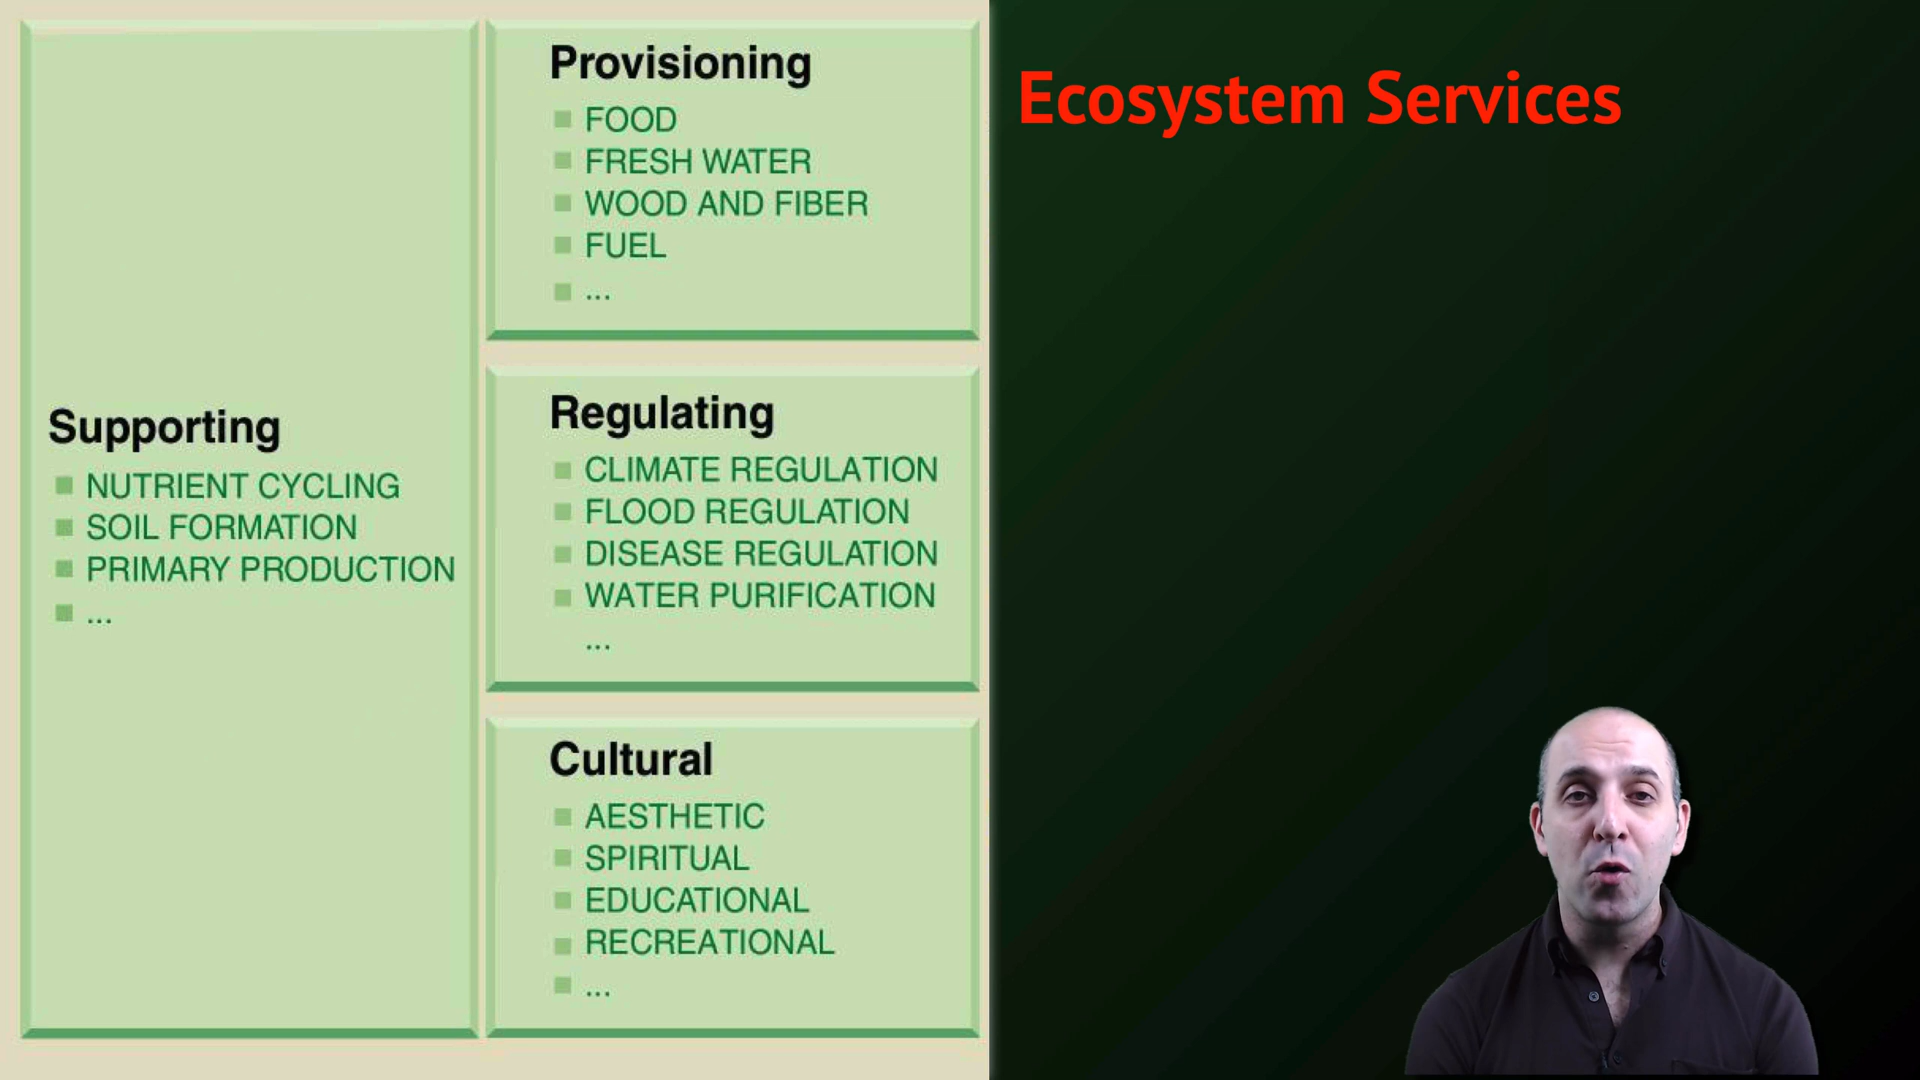 Ecosystem Services
Supporting
NUTRIENT CYCLING
SOIL FORMATION
PRIMARY PRODUCTION
...
Provisioning
FOOD
FRESH WATER
WOOD AND FIBER
FUEL
...
Regulating
CLIMATE REGULATION
FLOOD REGULATION
DISEASE REGULATION
WATER PURIFICATION
...
Cultural
AESTHETIC
SPIRITUAL
EDUCATIONAL
RECREATIONAL
...